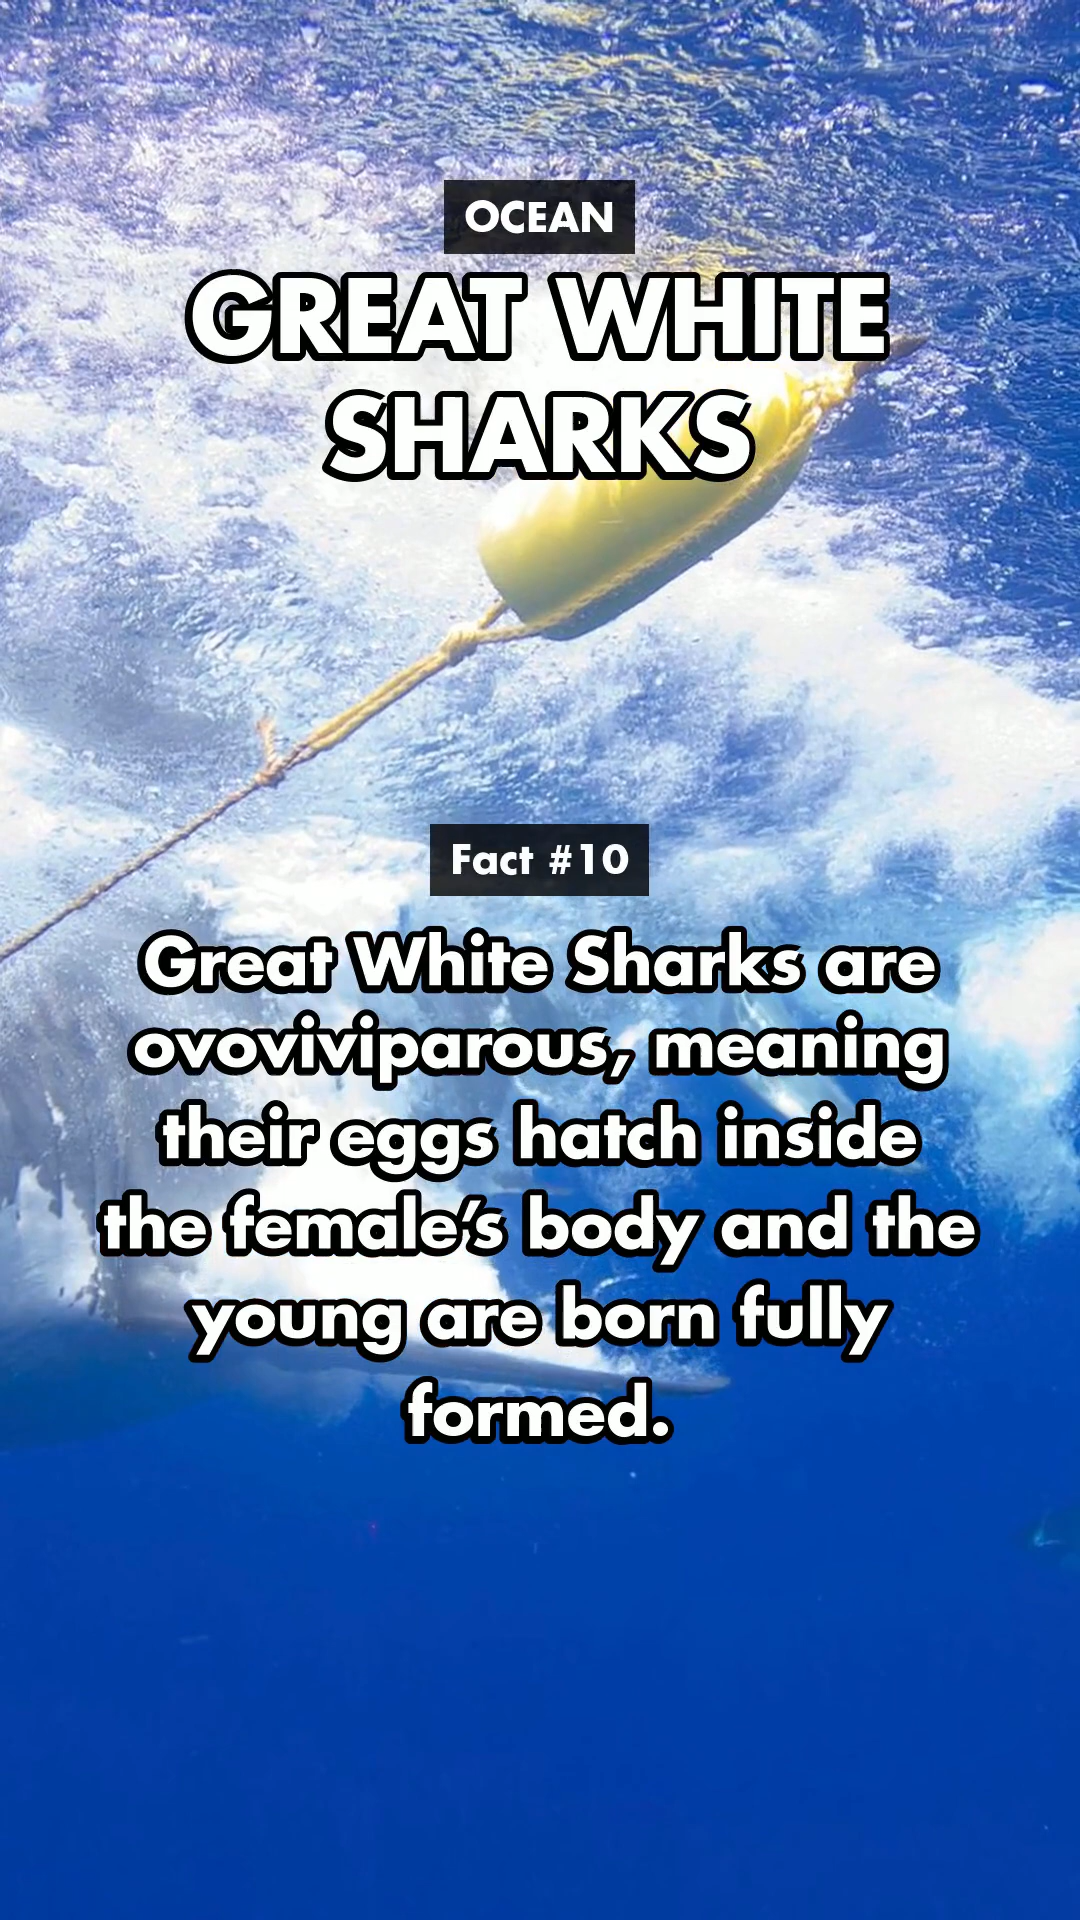 OCEAN
GREAT WHITE
SHARKS
Fact #10
Great White Sharks are
ovoviviparous, meaning
their eggs hatch inside
the female’s body and the
young are born fully
formed.